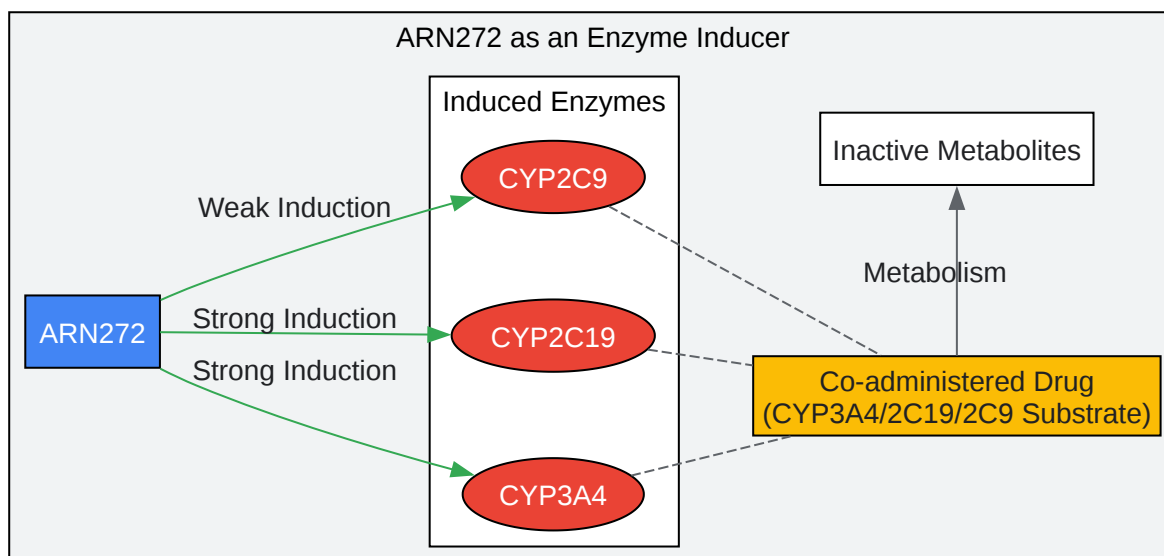 ARN272 as an Enzyme Inducer
Induced Enzymes
CYP2C9
Inactive Metabolites
Weak Induction
Metabolism
ARN272
Strong Induction
CYP2C19
Strong Induction
Co-administered Drug
(CYP3A4/2C19/2C9 Substrate)
CYP3A4